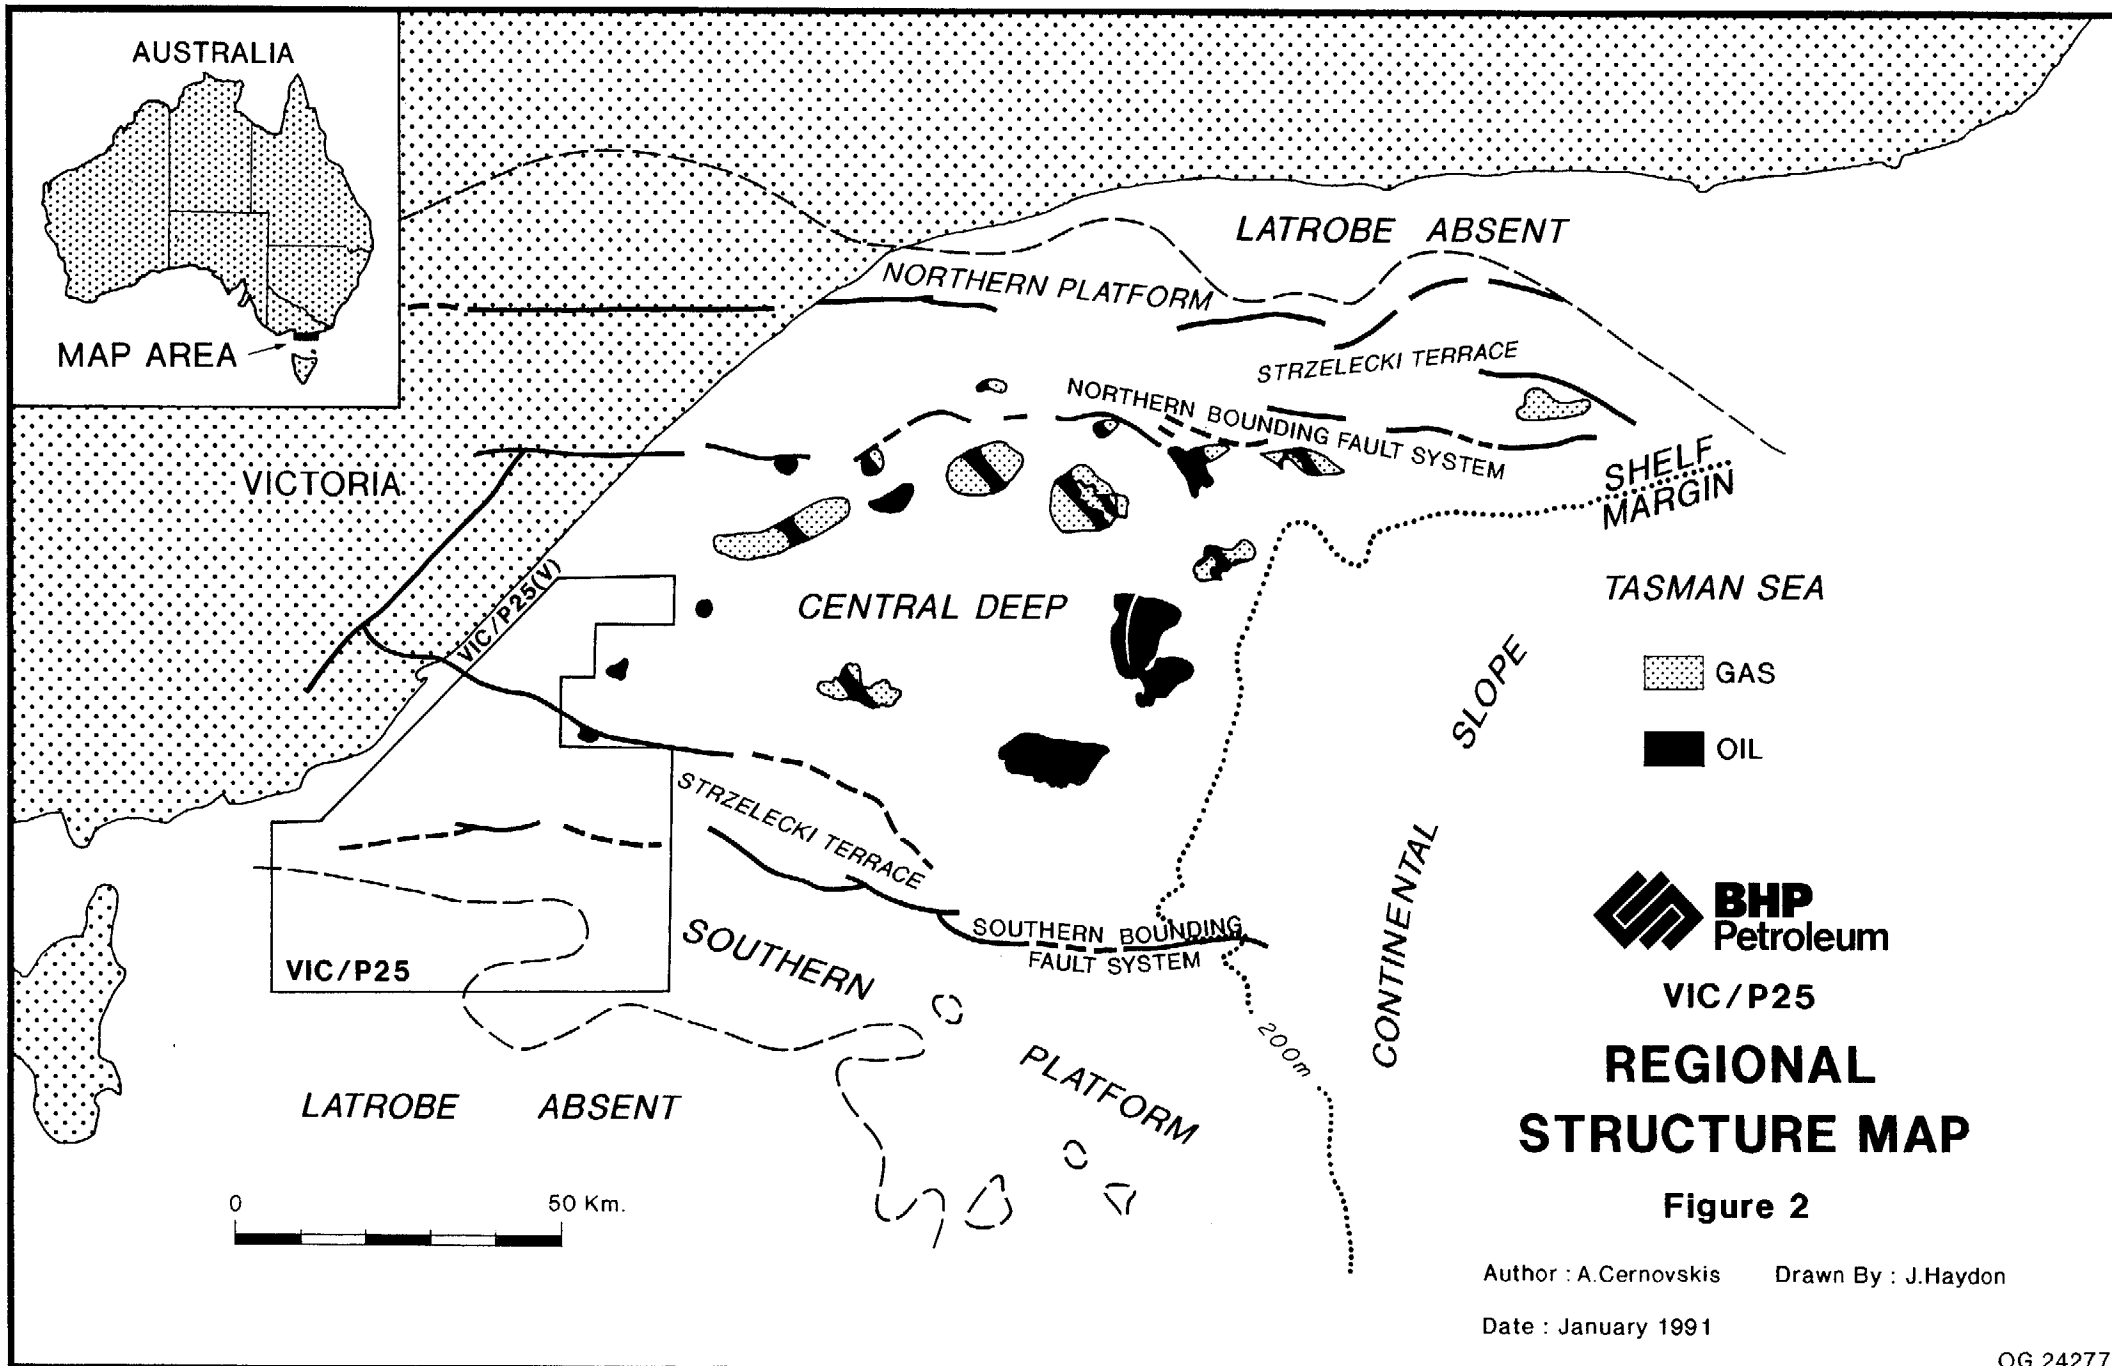 AUSTRALIA
MAP AREA
LATROBE ABSENT
NORTHERN PLATFORM
STRZELECKI TERRACE
NORTHERN BOUNDING FAULT SYSTEM
VICTORIA
SHELF
MARGIN
VIC/P25(V)
CENTRAL DEEP
TASMAN SEA
GAS
OIL
CONTINENTAL SLOPE
STRZELECKI TERRACE
SOUTHERN BOUNDING
FAULT SYSTEM
SOUTHERN PLATFORM
VIC/P25
200m
LATROBE ABSENT
0 50 Km.
BHP
Petroleum
VIC/P25
REGIONAL
STRUCTURE MAP
Figure 2
Author : A.Cernovskis Drawn By : J.Haydon
Date : January 1991
OG 24277